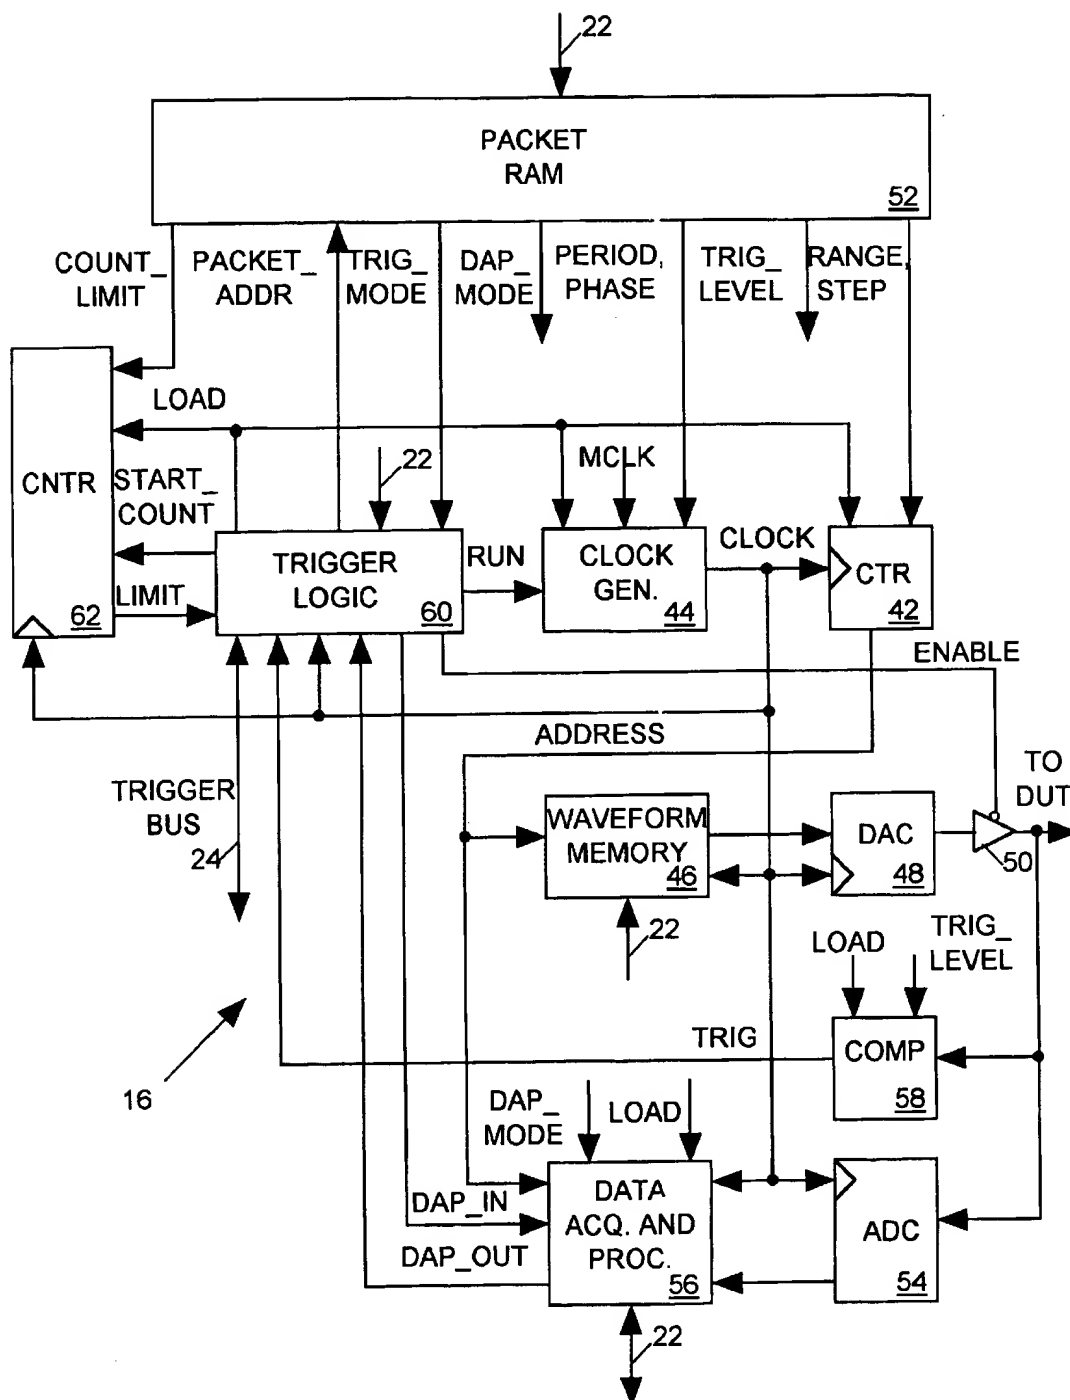 22
PACKET
RAM
52
COUNT_
LIMIT
PACKET_
ADDR
TRIG_
MODE
DAP_
MODE
PERIOD,
PHASE
TRIG_
LEVEL
RANGE,
STEP
LOAD
CNTR
62
START_
COUNT
LIMIT
22
TRIGGER
LOGIC
60
RUN
MCLK
CLOCK
GEN.
44
CLOCK
CTR
42
ENABLE
ADDRESS
TRIGGER
BUS
24
WAVEFORM
MEMORY
46
22
DAC
48
50
TO
DUT
LOAD
TRIG_
LEVEL
TRIG
COMP
58
16
DAP_
MODE
LOAD
DAP_IN
DAP_OUT
DATA
ACQ. AND
PROC.
56
ADC
54
22